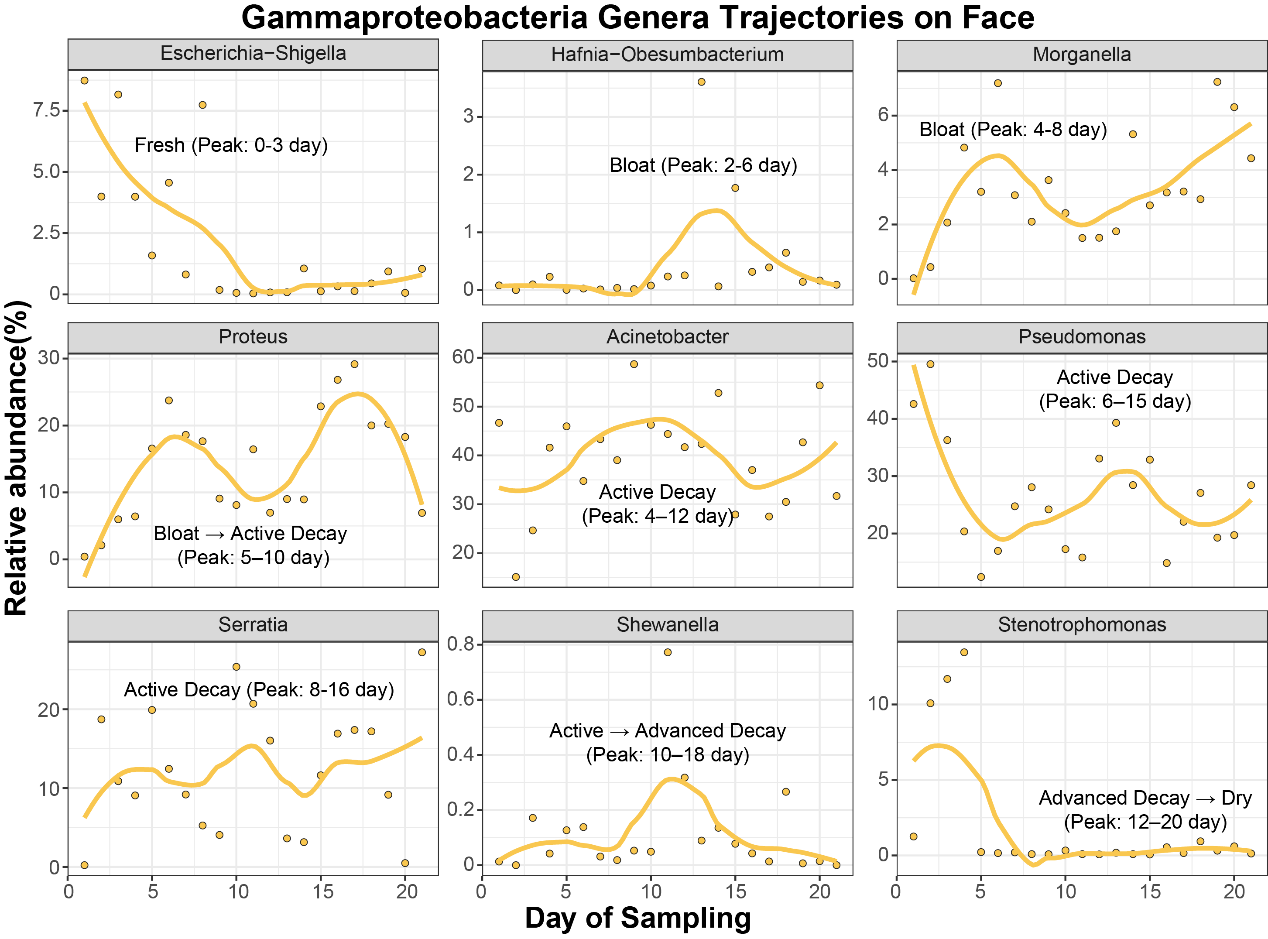 Gammaproteobacteria Genera Trajectories on Face
Relative abundance(%)
Escherichia−Shigella
7.5
5.0
2.5
0
Fresh (Peak: 0-3 day)
Hafnia−Obesumbacterium
3
2
1
0
Bloat (Peak: 2-6 day)
Morganella
6
4
2
0
Bloat (Peak: 4-8 day)
Proteus
30
20
10
0
Bloat → Active Decay
(Peak: 5–10 day)
Acinetobacter
60
50
40
30
20
Active Decay
(Peak: 4–12 day)
Pseudomonas
50
40
30
20
Active Decay
(Peak: 6–15 day)
Serratia
20
10
0
Active Decay (Peak: 8-16 day)
0 5 10 15 20
Shewanella
0.8
0.6
0.4
0.2
0
Active → Advanced Decay
(Peak: 10–18 day)
0 5 10 15 20
Stenotrophomonas
10
5
0
Advanced Decay → Dry
(Peak: 12–20 day)
0 5 10 15 20
Day of Sampling